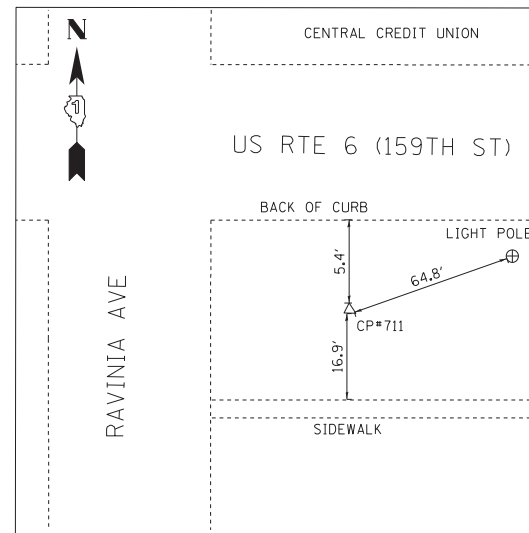 N
CENTRAL CREDIT UNION
1
US RTE 6 (159TH ST)
BACK OF CURB
LIGHT POLE
5.4'
64.8'
CP#711
16.9'
RAVINIA AVE
SIDEWALK